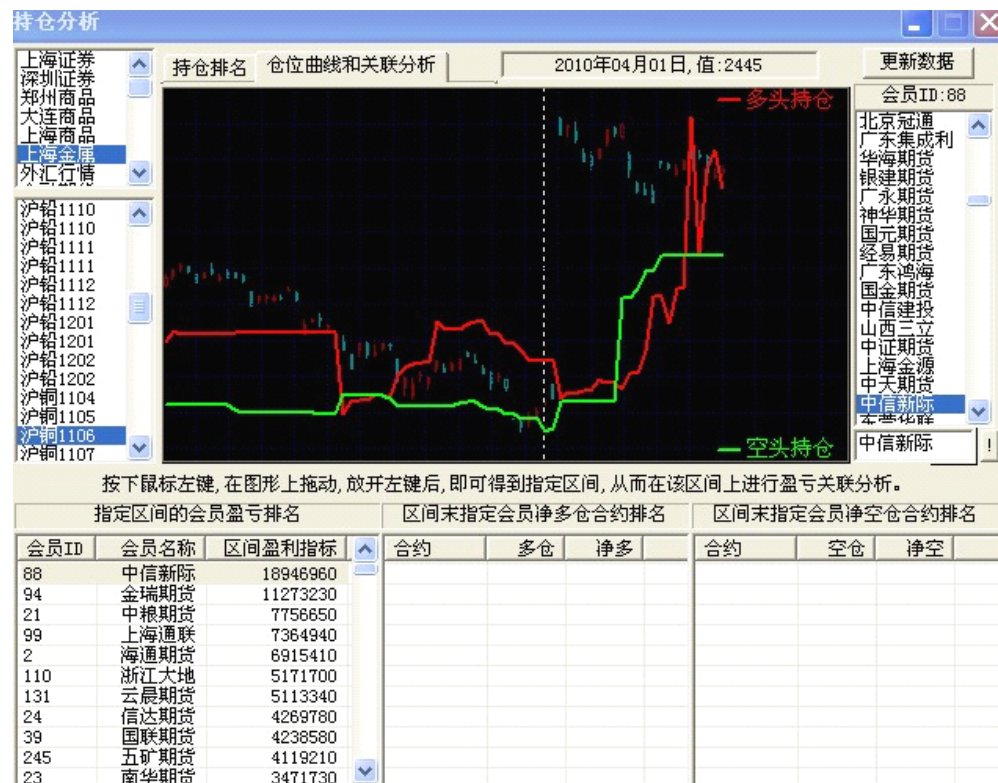 持仓分析
上海证券
深圳证券
郑州商品
大连商品
上海商品
上海金属
外汇行情
持仓排名 仓位曲线和关联分析 2010年04月01日,值:2445 更新数据
会员ID:88
多头持仓
空头持仓
沪铅1110
沪铅1110
沪铅1111
沪铅1111
沪铅1112
沪铅1112
沪铅1201
沪铅1201
沪铅1202
沪铅1202
沪铜1104
沪铜1105
沪铜1106
沪铜1107
北京冠通
广东集成利
华海期货
银建期货
广永期货
神华期货
国元期货
经易期货
广东鸿海
国金期货
中信建投
山西三立
中证期货
上海金源
中天期货
中信新际
中信新际 !
按下鼠标左键,在图形上拖动,放开左键后,即可得到指定区间,从而在该区间上进行盈亏关联分析。
指定区间的会员盈亏排名 区间末指定会员净多仓合约排名 区间末指定会员净空仓合约排名
会员ID 会员名称 区间盈利指标 合约 多仓 净多 合约 空仓 净空
88 中信新际 18946960
94 金瑞期货 11273230
21 中粮期货 7756650
99 上海通联 7364940
2 海通期货 6915410
110 浙江大地 5171700
131 云晨期货 5113340
24 信达期货 4269780
39 国联期货 4238580
245 五矿期货 4119210
23 南华期货 3471730